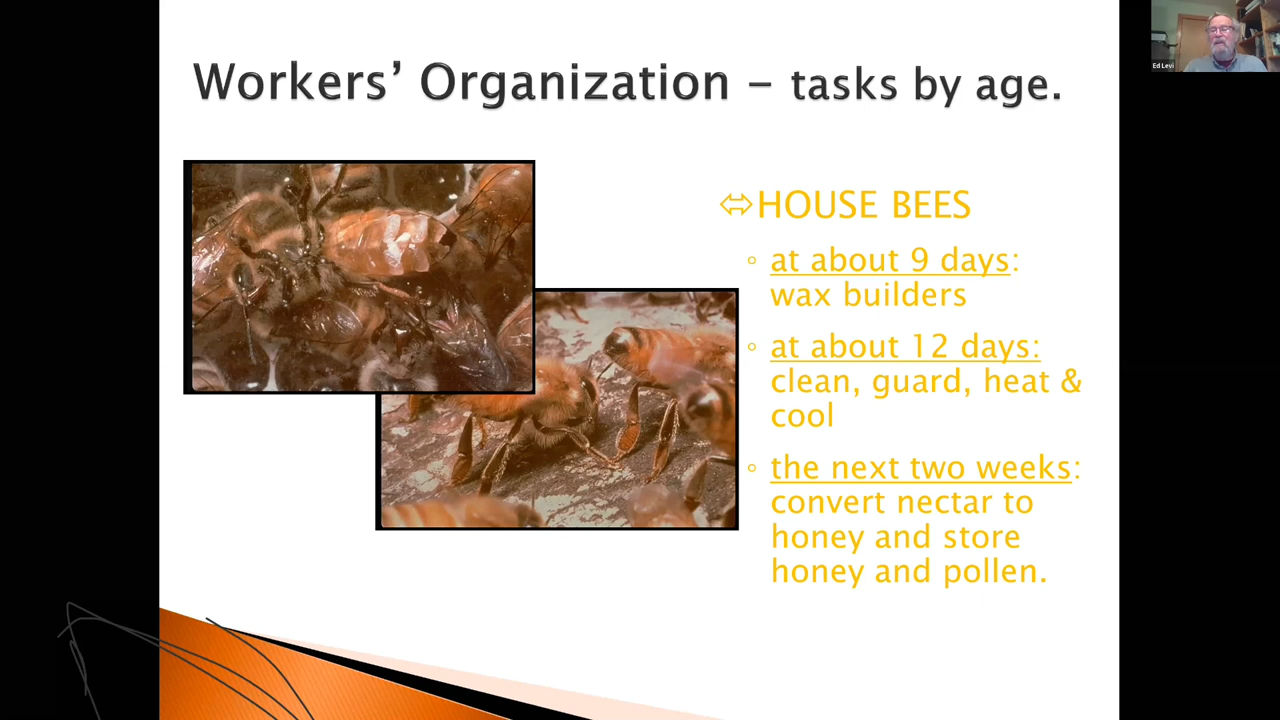 Workers’ Organization – tasks by age.
Ed Levi
⬄HOUSE BEES
◦ at about 9 days:
wax builders
◦ at about 12 days:
clean, guard, heat &
cool
◦ the next two weeks:
convert nectar to
honey and store
honey and pollen.